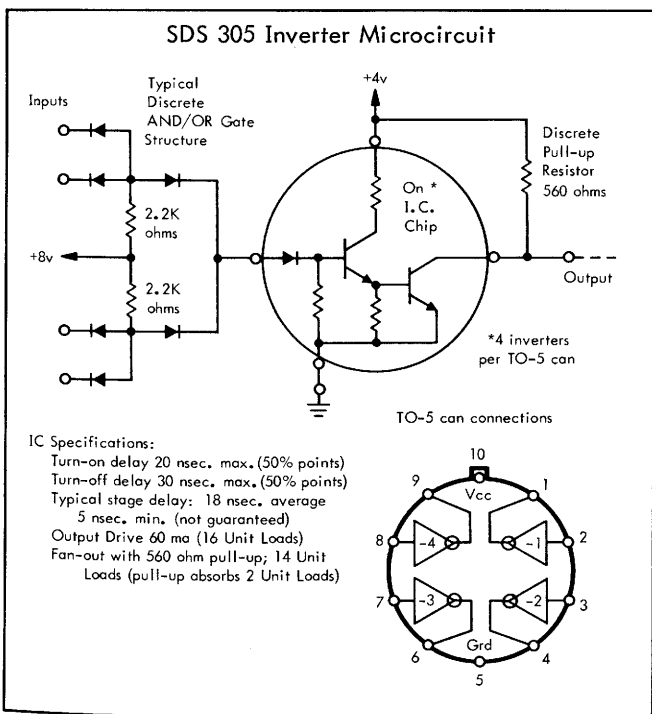 SDS 305 Inverter Microcircuit
Inputs
Typical
Discrete
AND/OR Gate
Structure
2.2K
ohms
+8v
2.2K
ohms
+4v
On *
I.C.
Chip
Discrete
Pull-up
Resistor
560 ohms
Output
*4 inverters
per TO-5 can
IC Specifications:
Turn-on delay 20 nsec. max. (50% points)
Turn-off delay 30 nsec. max. (50% points)
Typical stage delay: 18 nsec. average
5 nsec. min. (not guaranteed)
Output Drive 60 ma (16 Unit Loads)
Fan-out with 560 ohm pull-up; 14 Unit
Loads (pull-up absorbs 2 Unit Loads)
TO-5 can connections
10
9
Vcc
1
8
-4
-1
2
7
-3
-2
3
6
Grd
4
5